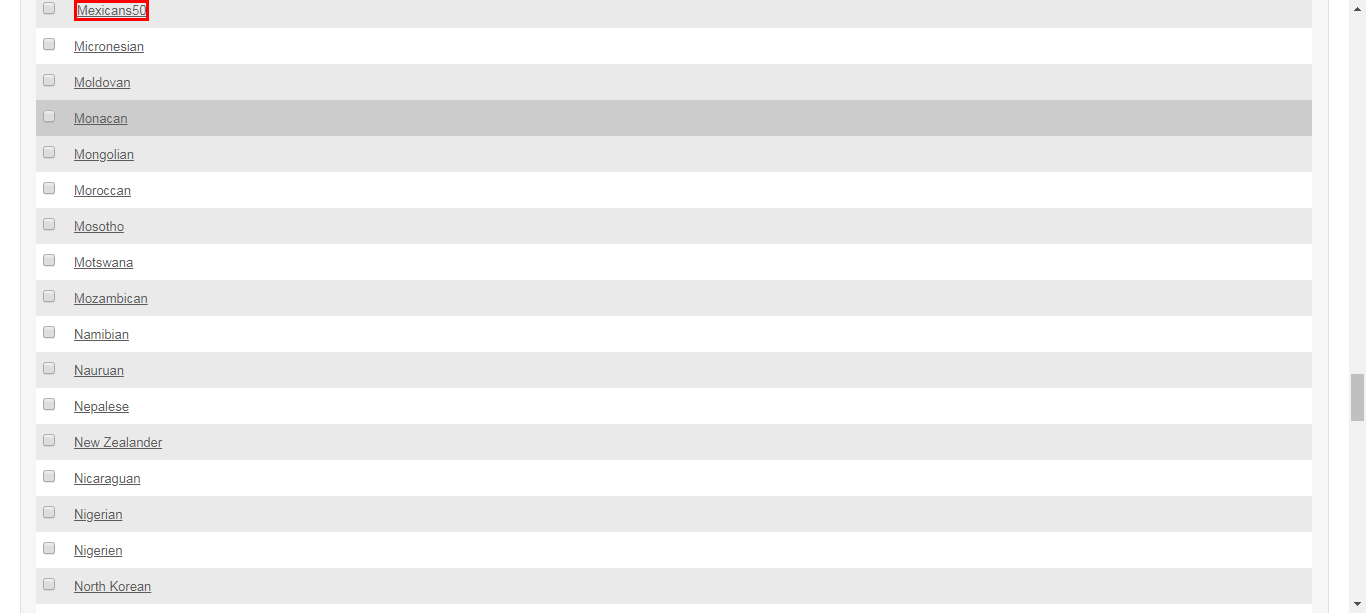 Mexicans50
Micronesian
Moldovan
Monacan
Mongolian
Moroccan
Mosotho
Motswana
Mozambican
Namibian
Nauruan
Nepalese
New Zealander
Nicaraguan
Nigerian
Nigerien
North Korean